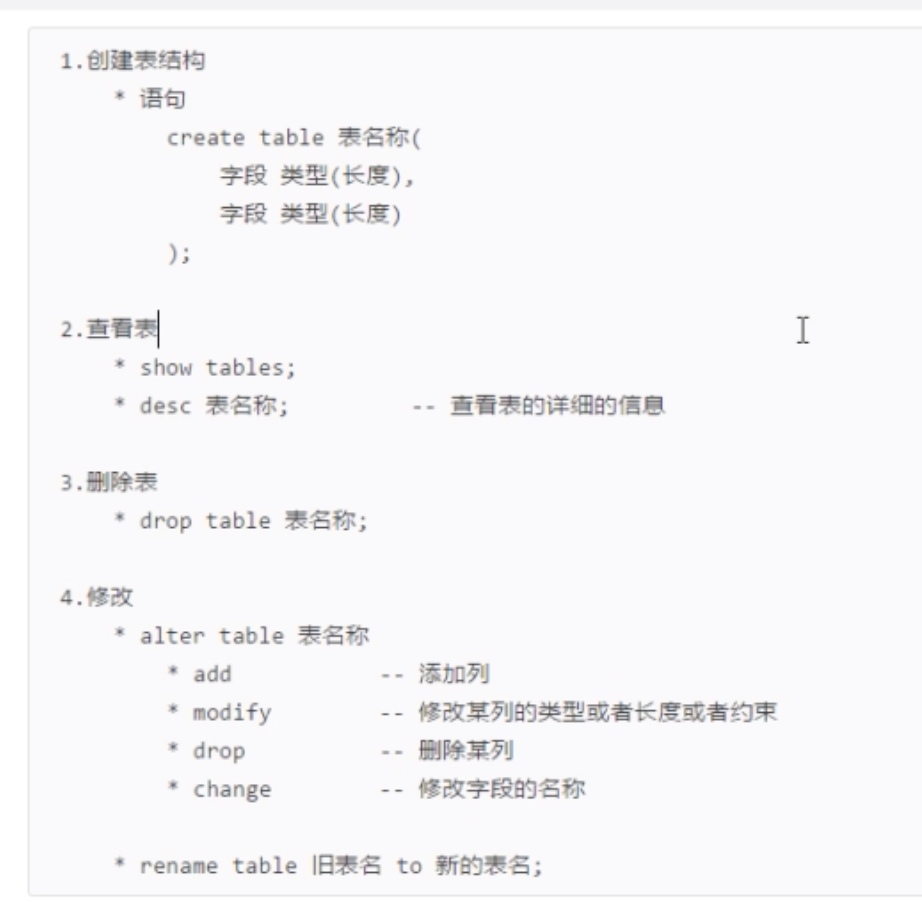 1.创建表结构
* 语句
create table 表名称(
字段 类型(长度),
字段 类型(长度)
);
2.查看表
* show tables;
* desc 表名称; -- 查看表的详细的信息
3.删除表
* drop table 表名称;
4.修改
* alter table 表名称
* add -- 添加列
* modify -- 修改某列的类型或者长度或者约束
* drop -- 删除某列
* change -- 修改字段的名称
* rename table 旧表名 to 新的表名;